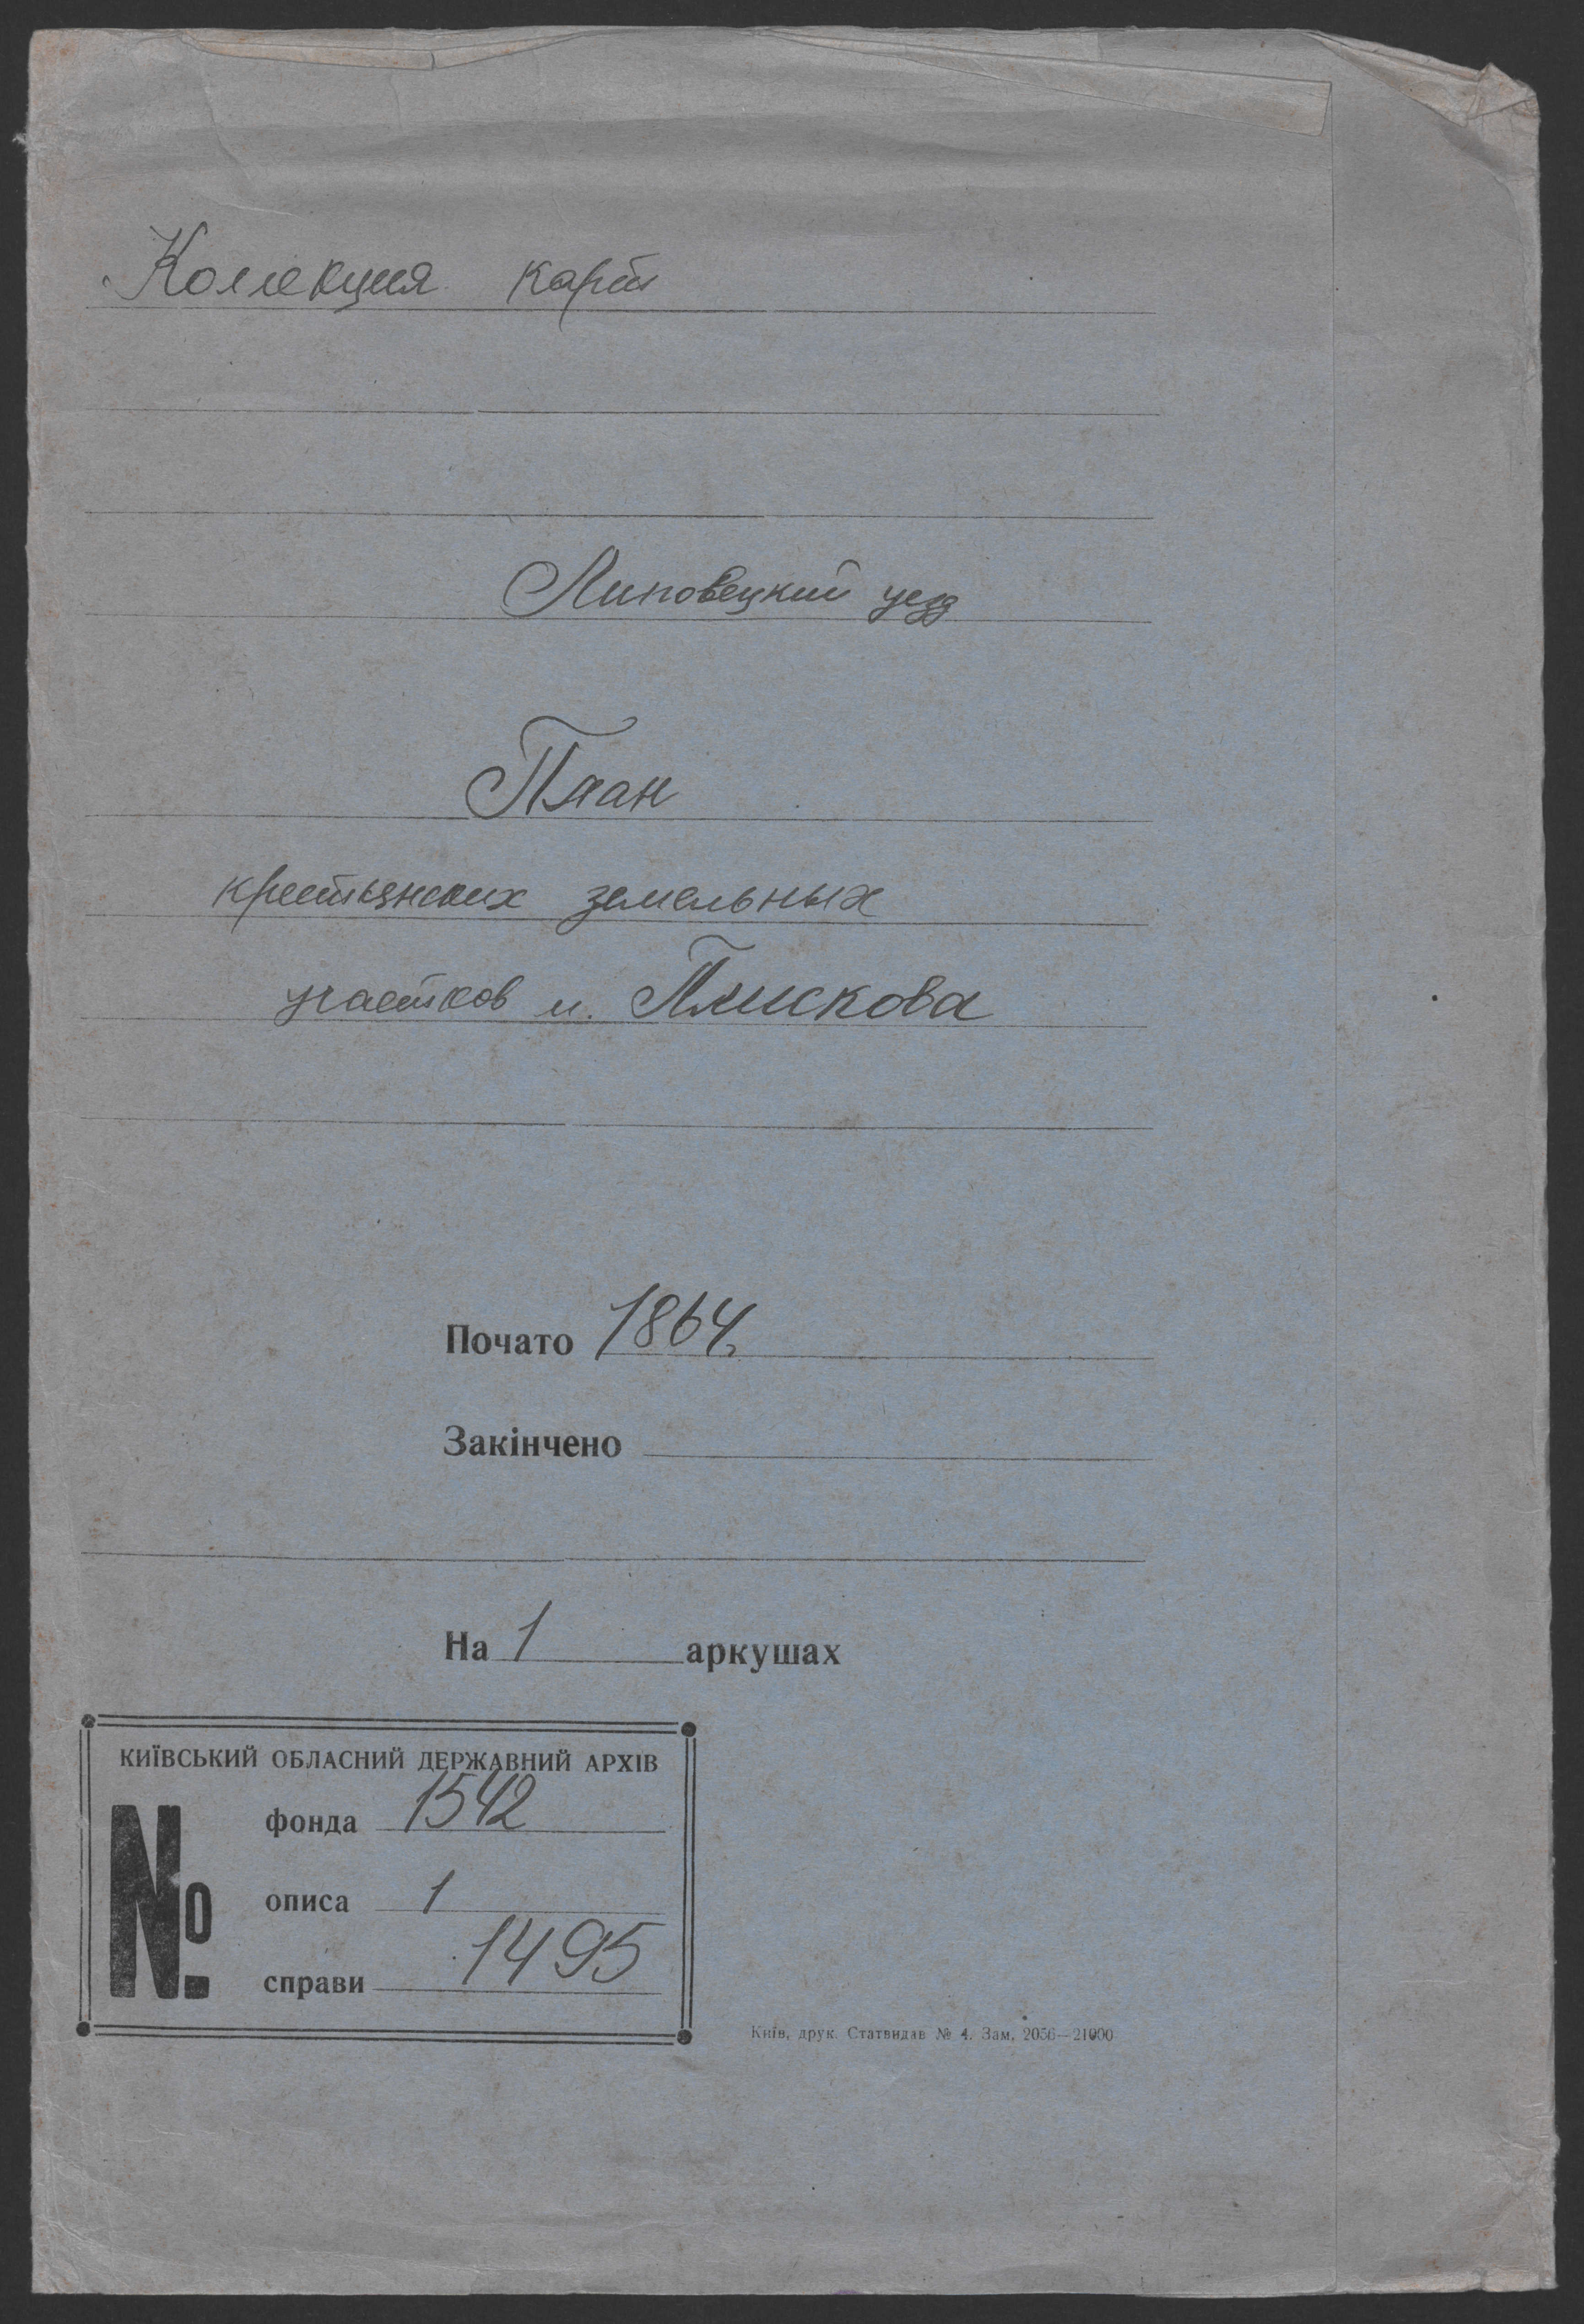 Коллекция карт
Липовецкий уезд
План
крестьянских земельных
участков м. Плискова
Почато 1864г
Закінчено
На 1 аркушах
КИЇВСЬКИЙ ОБЛАСНИЙ ДЕРЖАВНИЙ АРХІВ
№
фонда 1542
описа 1
справи 1495
Київ, друк. Статвидав № 4. Зам. 2056—21000